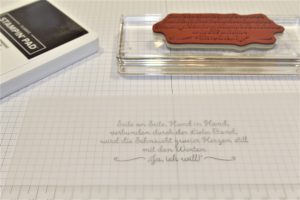 STAMPIN' PAD
Seite an Seite, Hand in Hand,
verbunden durch der Liebe Band,
wird die Sehnsucht zweier Herzen still
mit den Worten
„Ja, ich will!"